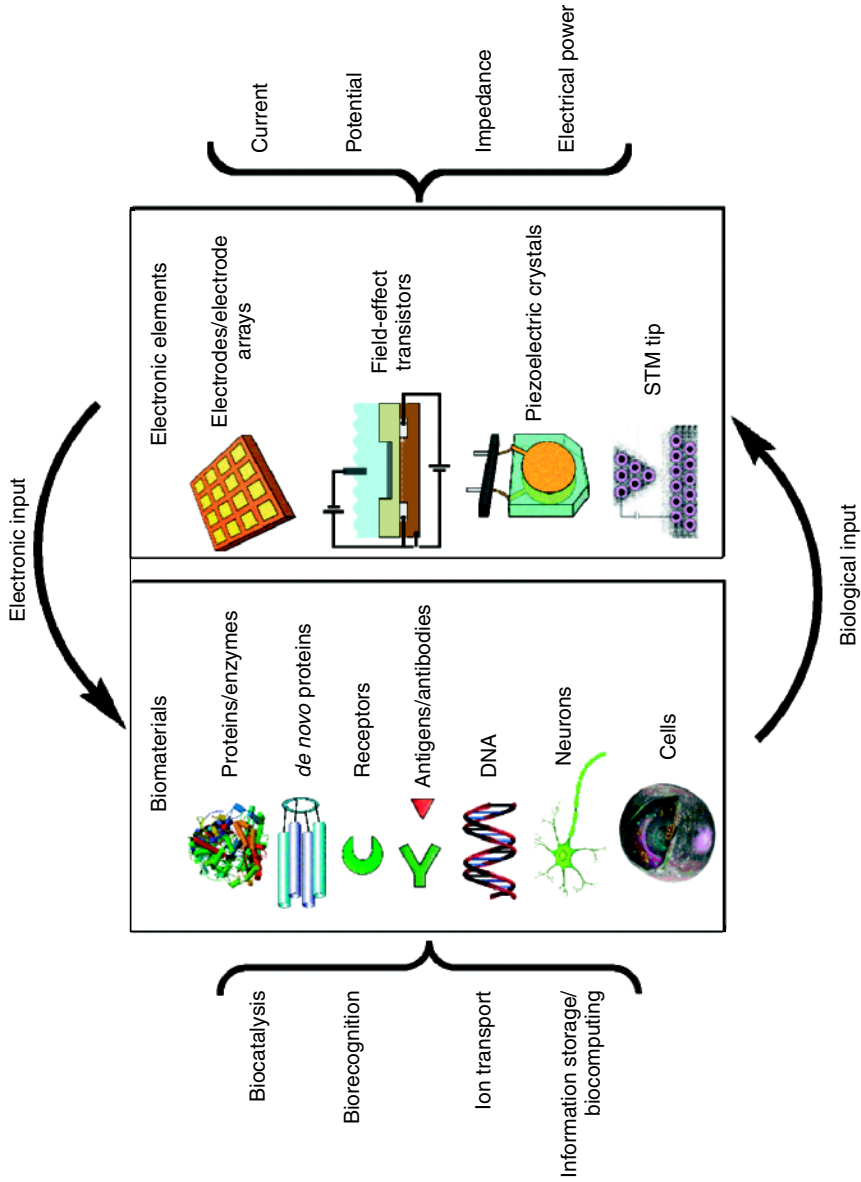 Electronic input
Biocatalysis
Biorecognition
Ion transport
Information storage/
biocomputing
Biomaterials
Proteins/enzymes
de novo proteins
Receptors
Antigens/antibodies
DNA
Neurons
Cells
Electronic elements
Electrodes/electrode
arrays
Field-effect
transistors
Piezoelectric crystals
STM tip
Current
Potential
Impedance
Electrical power
Biological input